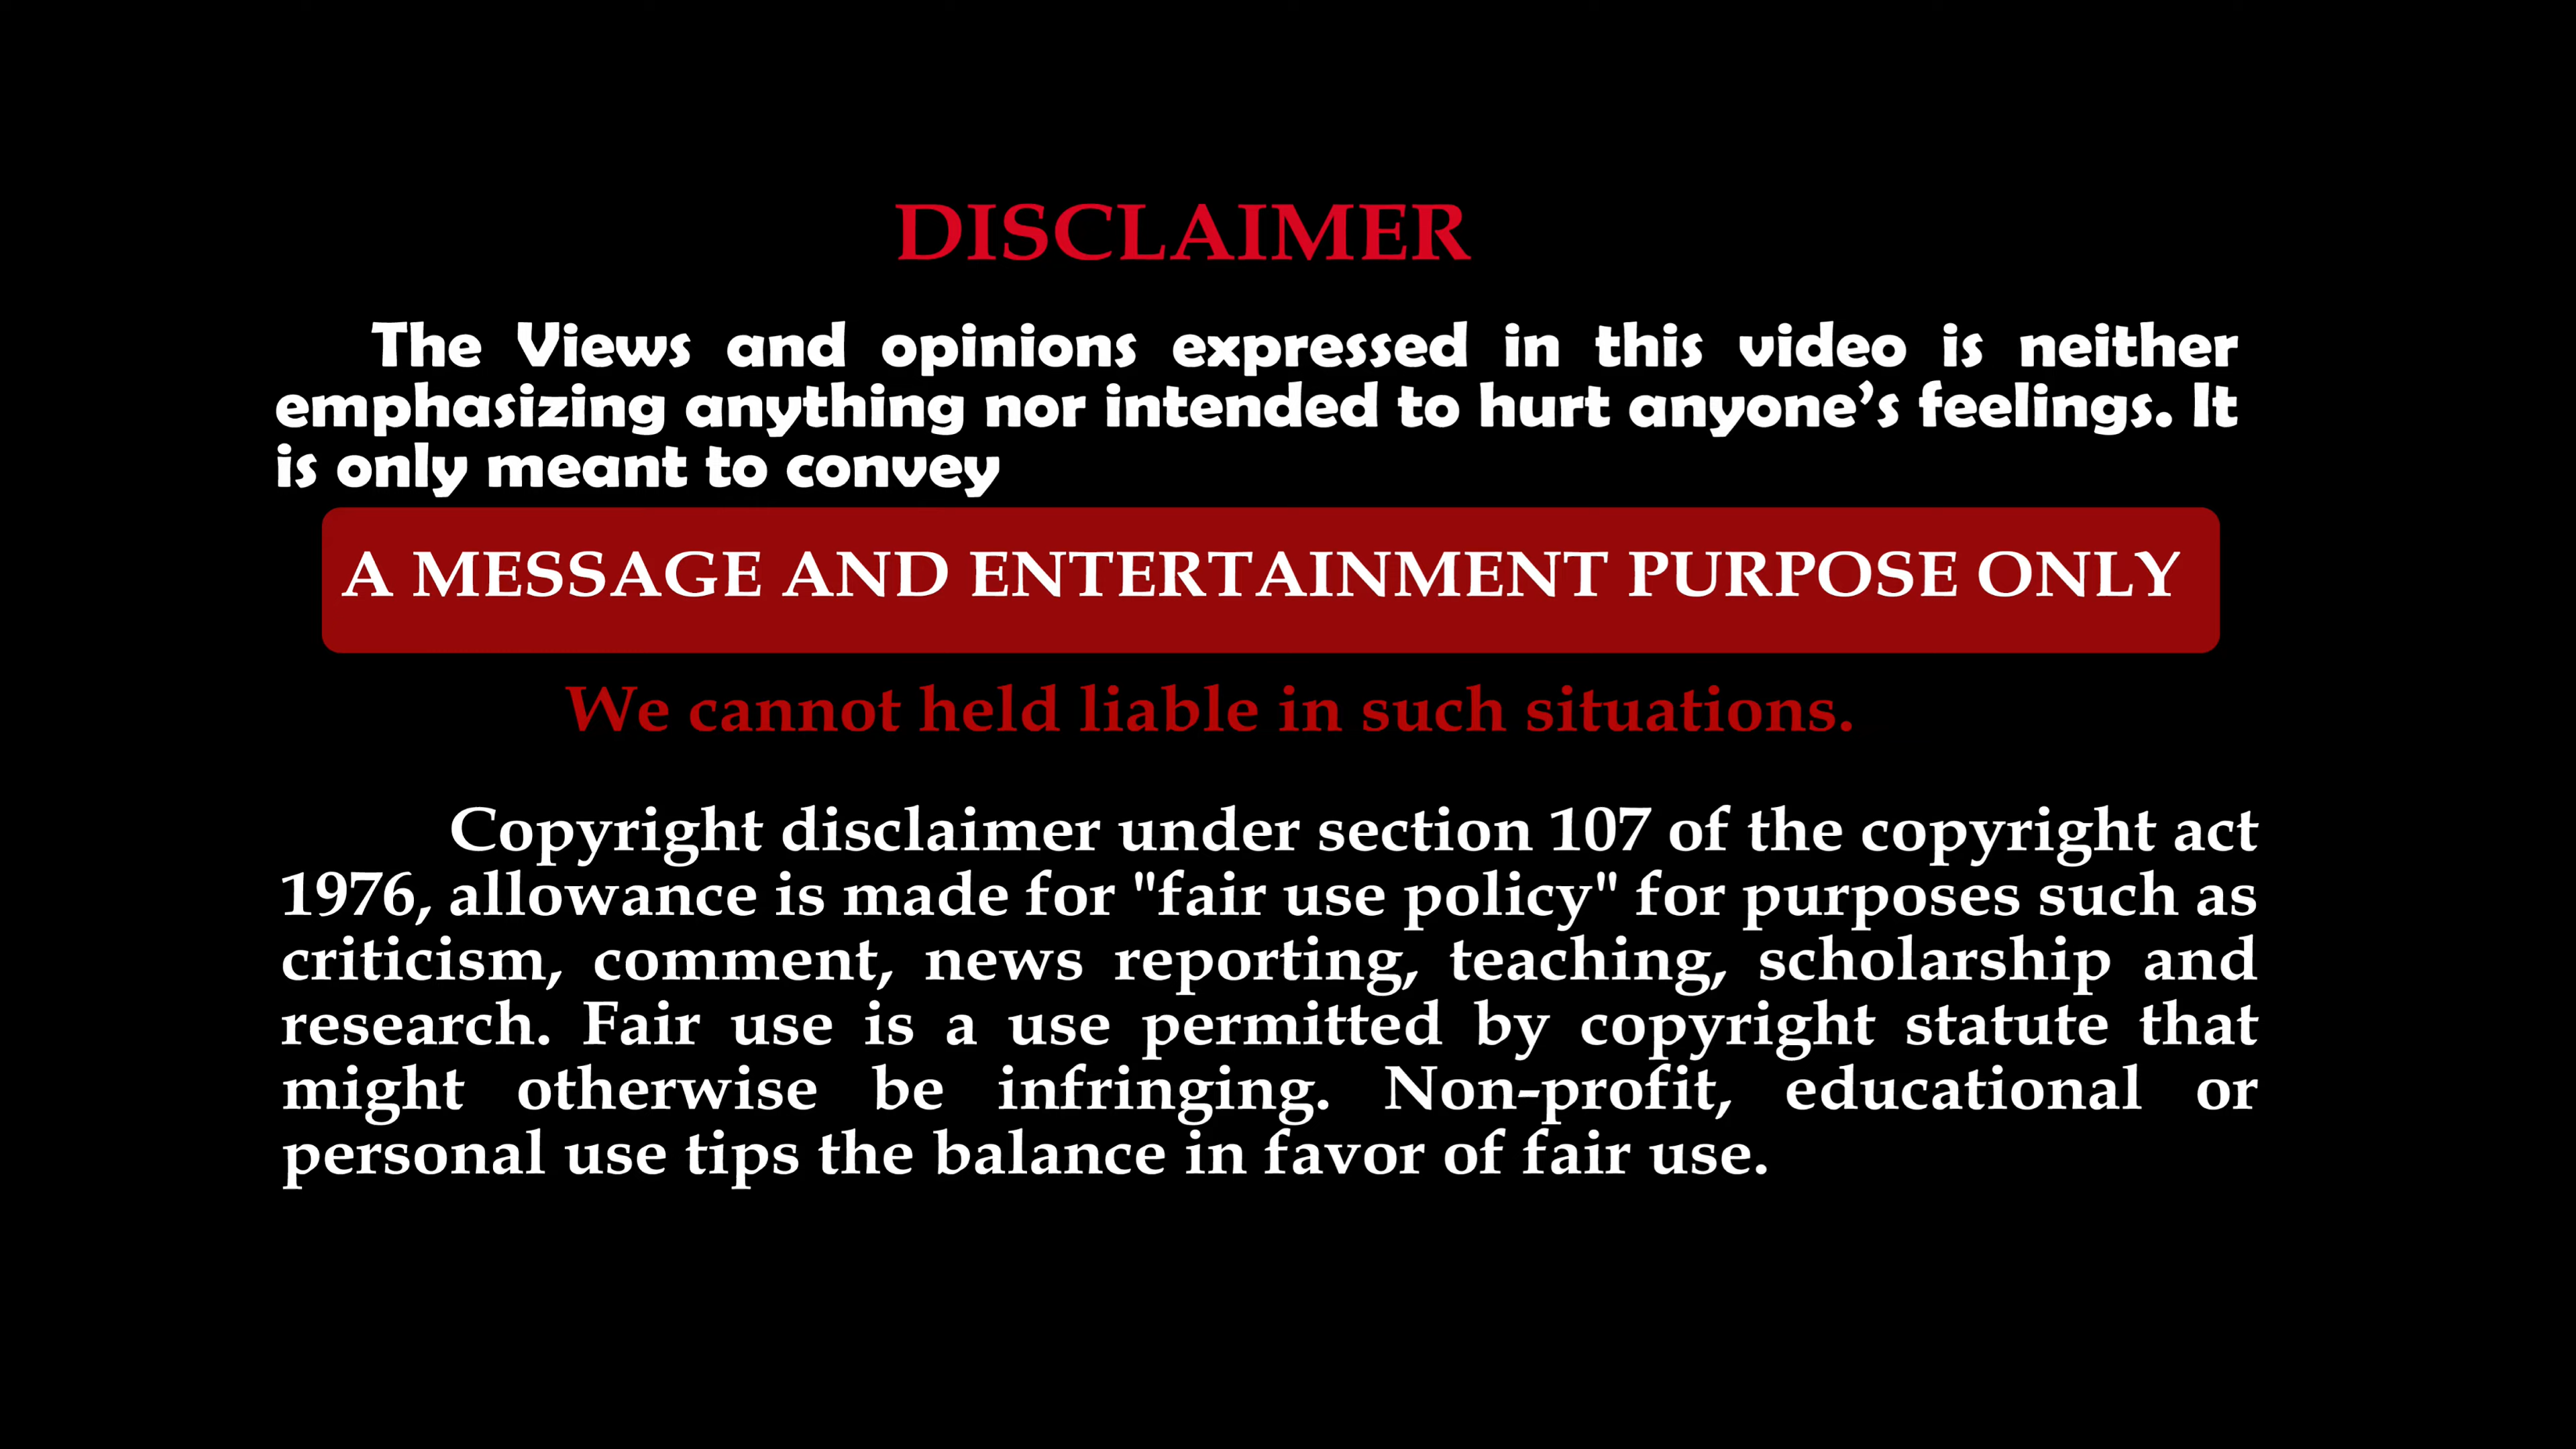 DISCLAIMER
The Views and opinions expressed in this video is neither
emphasizing anything nor intended to hurt anyone’s feelings. It
is only meant to convey
A MESSAGE AND ENTERTAINMENT PURPOSE ONLY
We cannot held liable in such situations.
Copyright disclaimer under section 107 of the copyright act
1976, allowance is made for "fair use policy" for purposes such as
criticism, comment, news reporting, teaching, scholarship and
research. Fair use is a use permitted by copyright statute that
might otherwise be infringing. Non-profit, educational or
personal use tips the balance in favor of fair use.